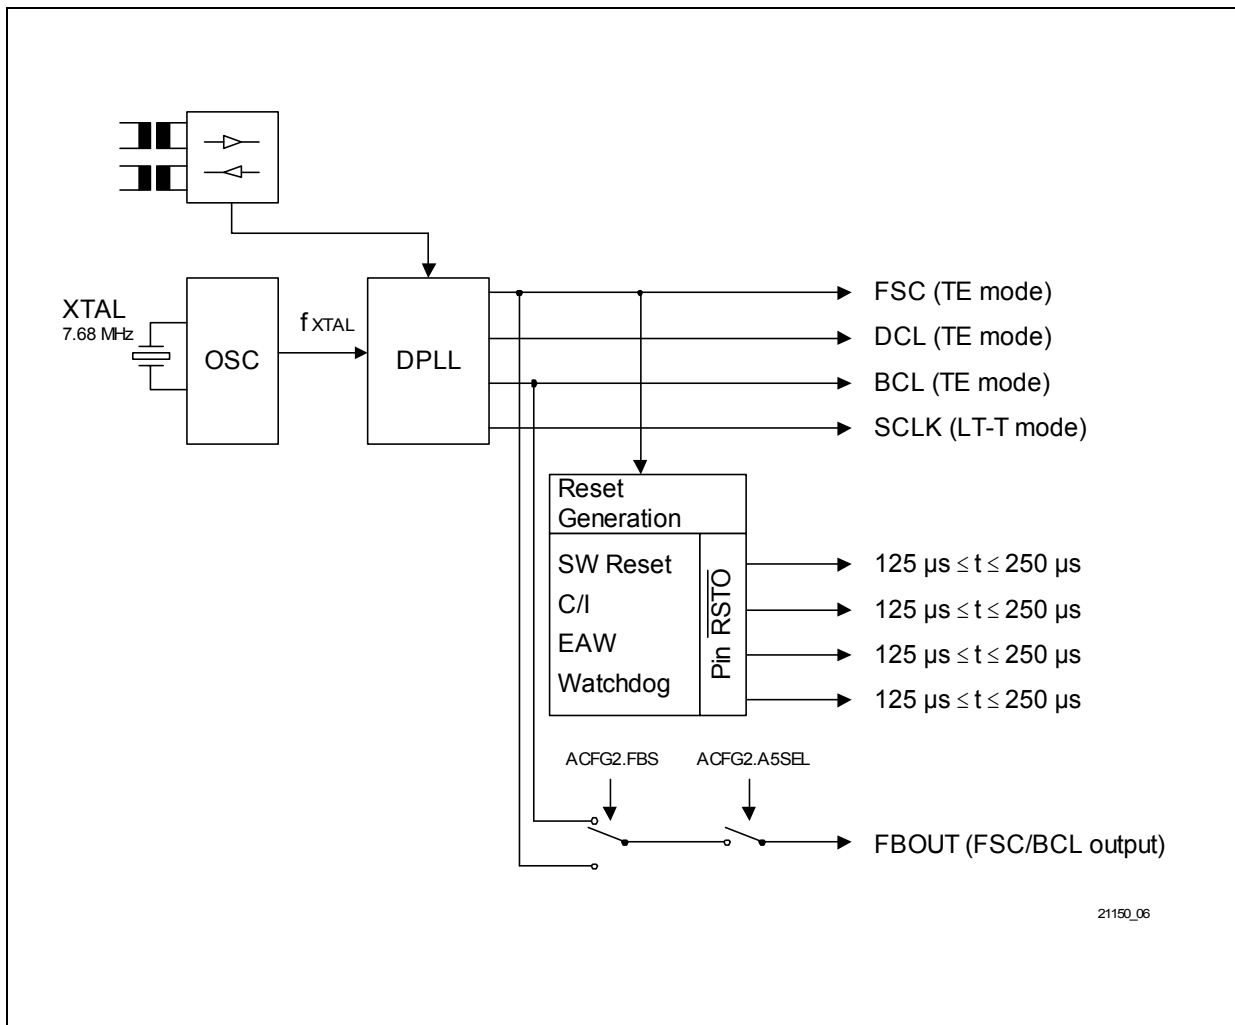 XTAL
7.68 MHz
OSC
fXTAL
DPLL
FSC (TE mode)
DCL (TE mode)
BCL (TE mode)
SCLK (LT-T mode)
Reset
Generation
SW Reset
C/I
EAW
Watchdog
Pin RSTO
125 µs ≤ t ≤ 250 µs
125 µs ≤ t ≤ 250 µs
125 µs ≤ t ≤ 250 µs
125 µs ≤ t ≤ 250 µs
ACFG2.FBS
ACFG2.A5SEL
FBOUT (FSC/BCL output)
21150_06